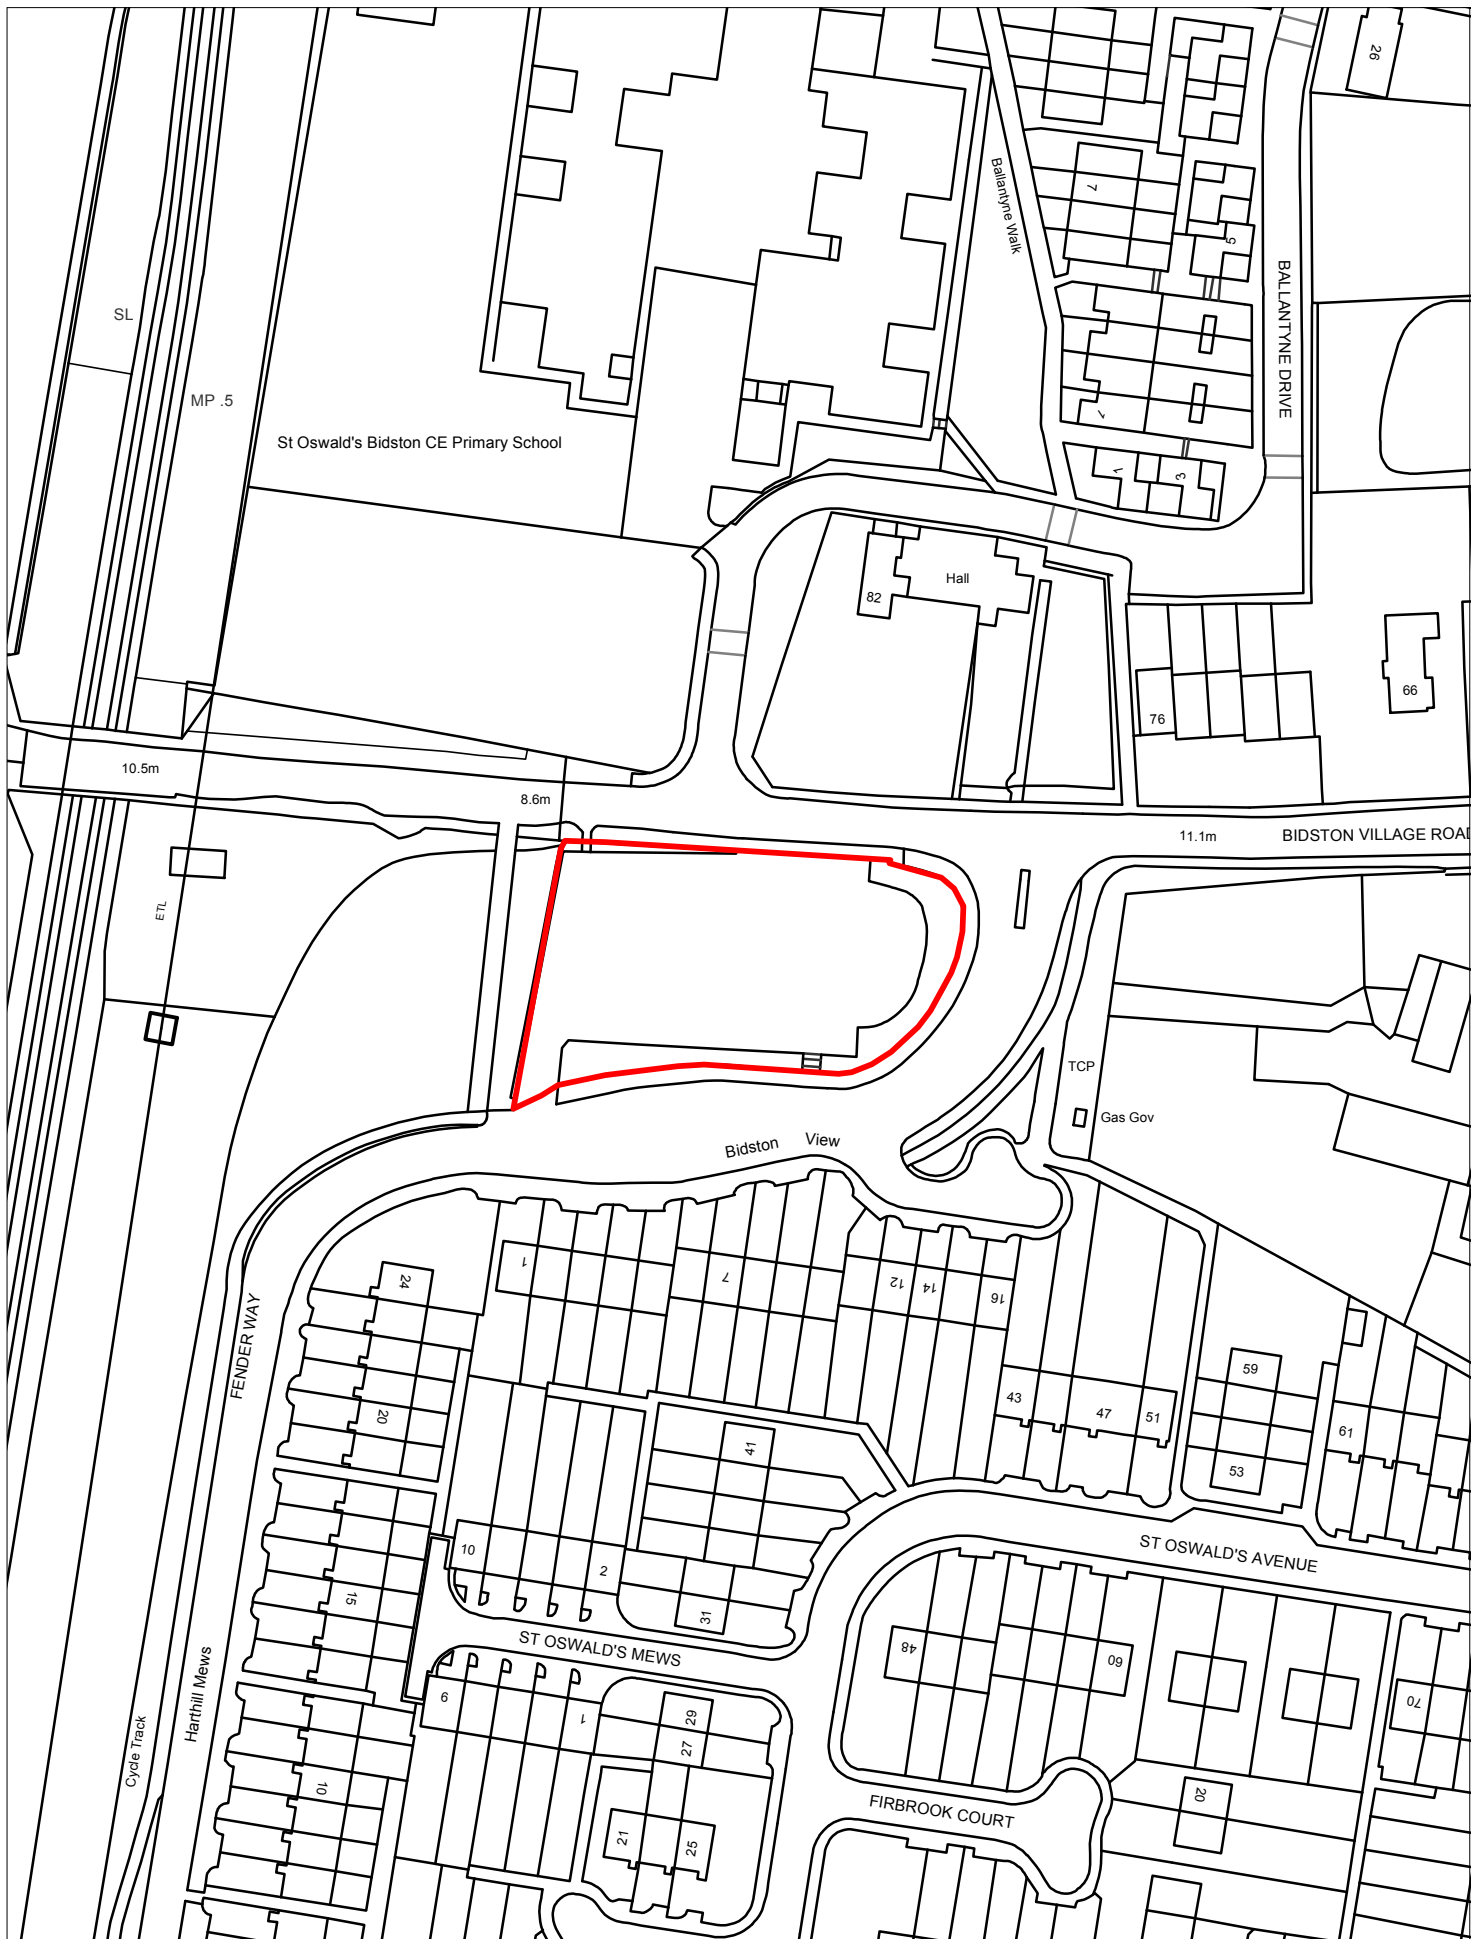 26
Ballantyne Walk
7
5
BALLANTYNE DRIVE
SL
MP .5
St Oswald's Bidston CE Primary School
1
1
3
Hall
82
66
76
10.5m
8.6m
11.1m
BIDSTON VILLAGE ROAD
ETL
TCP
Gas Gov
Bidston View
24
1
7
12
14
16
FENDER WAY
20
43
47
51
59
53
61
41
10
2
31
15
ST OSWALD'S AVENUE
ST OSWALD'S MEWS
48
60
70
Harthill Mews
Cycle Track
9
1
29
27
10
21
25
20
FIRBROOK COURT